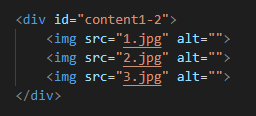 <div id="content1-2">
<img src="1.jpg" alt="">
<img src="2.jpg" alt="">
<img src="3.jpg" alt="">
</div>